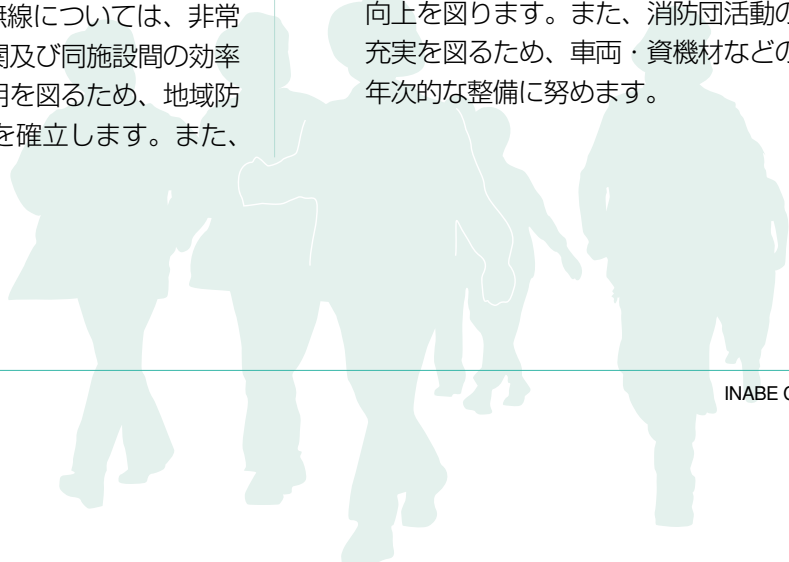 無線については、非常
関及び同施設間の効率
用を図るため、地域防
を確立します。また、
向上を図ります。また、消防団活動の
充実を図るため、車両・資機材などの
年次的な整備に努めます。
INABE